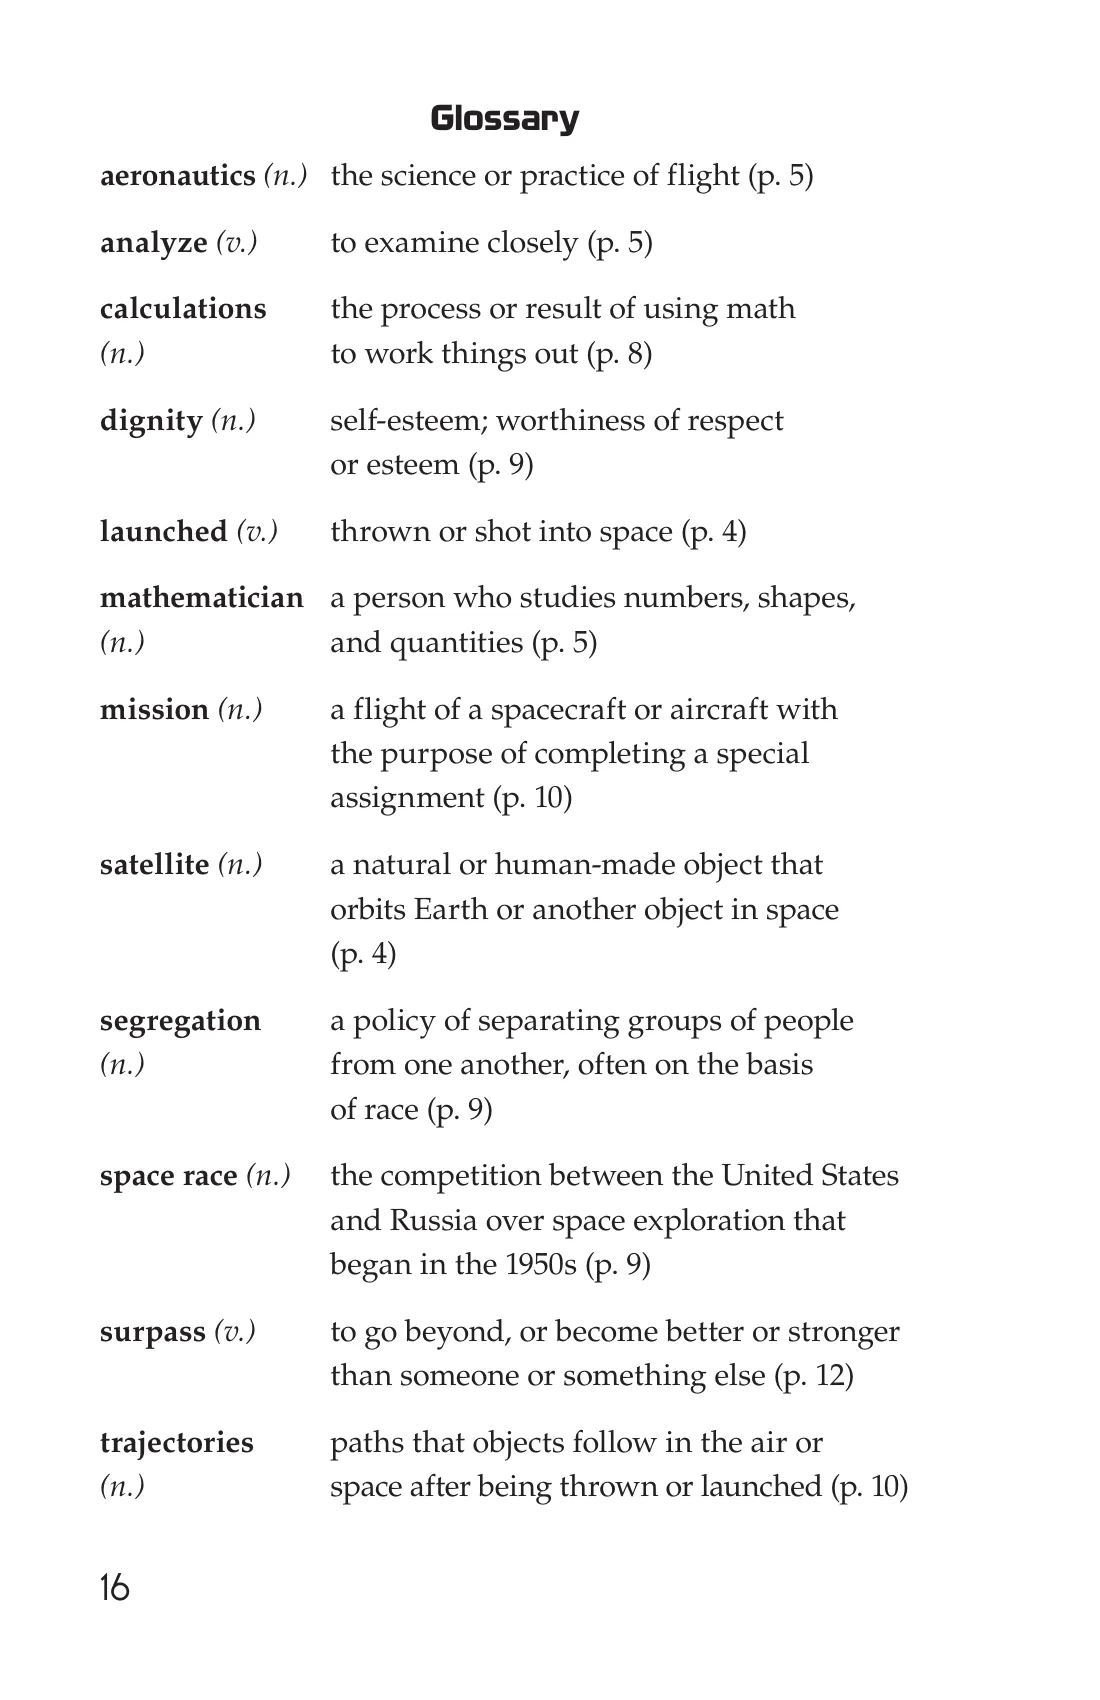 Glossary
aeronautics (n.) the science or practice of flight (p. 5)
analyze (v.) to examine closely (p. 5)
calculations the process or result of using math
(n.) to work things out (p. 8)
dignity (n.) self-esteem; worthiness of respect
or esteem (p. 9)
launched (v.) thrown or shot into space (p. 4)
mathematician a person who studies numbers, shapes,
(n.) and quantities (p. 5)
mission (n.) a flight of a spacecraft or aircraft with
the purpose of completing a special
assignment (p. 10)
satellite (n.) a natural or human-made object that
orbits Earth or another object in space
(p. 4)
segregation a policy of separating groups of people
(n.) from one another, often on the basis
of race (p. 9)
space race (n.) the competition between the United States
and Russia over space exploration that
began in the 1950s (p. 9)
surpass (v.) to go beyond, or become better or stronger
than someone or something else (p. 12)
trajectories paths that objects follow in the air or
(n.) space after being thrown or launched (p. 10)
16